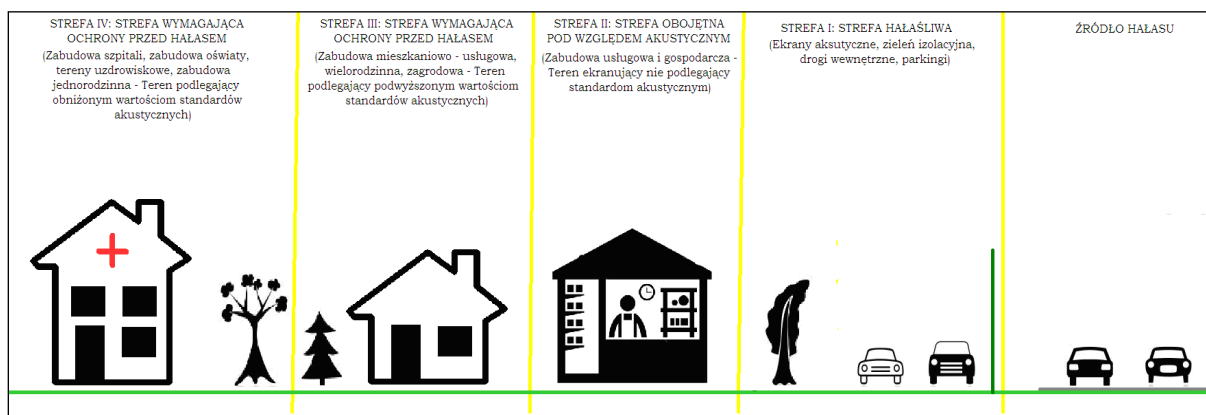 STREFA IV: STREFA WYMAGAJĄCA
OCHRONY PRZED HAŁASEM
(Zabudowa szpitali, zabudowa oświaty,
tereny uzdrowiskowe, zabudowa
jednorodzinna - Teren podlegający
obniżonym wartościom standardów
akustycznych)
STREFA III: STREFA WYMAGAJĄCA
OCHRONY PRZED HAŁASEM
(Zabudowa mieszkaniowo - usługowa,
wielorodzinna, zagrodowa - Teren
podlegający podwyższonym wartościom
standardów akustycznych)
STREFA II: STREFA OBOJĘTNA
POD WZGLĘDEM AKUSTYCZNYM
(Zabudowa usługowa i gospodarcza -
Teren ekranujący nie podlegający
standardom akustycznym)
STREFA I: STREFA HAŁAŚLIWA
(Ekrany aksutyczne, zieleń izolacyjna,
drogi wewnętrzne, parkingi)
ŹRÓDŁO HAŁASU